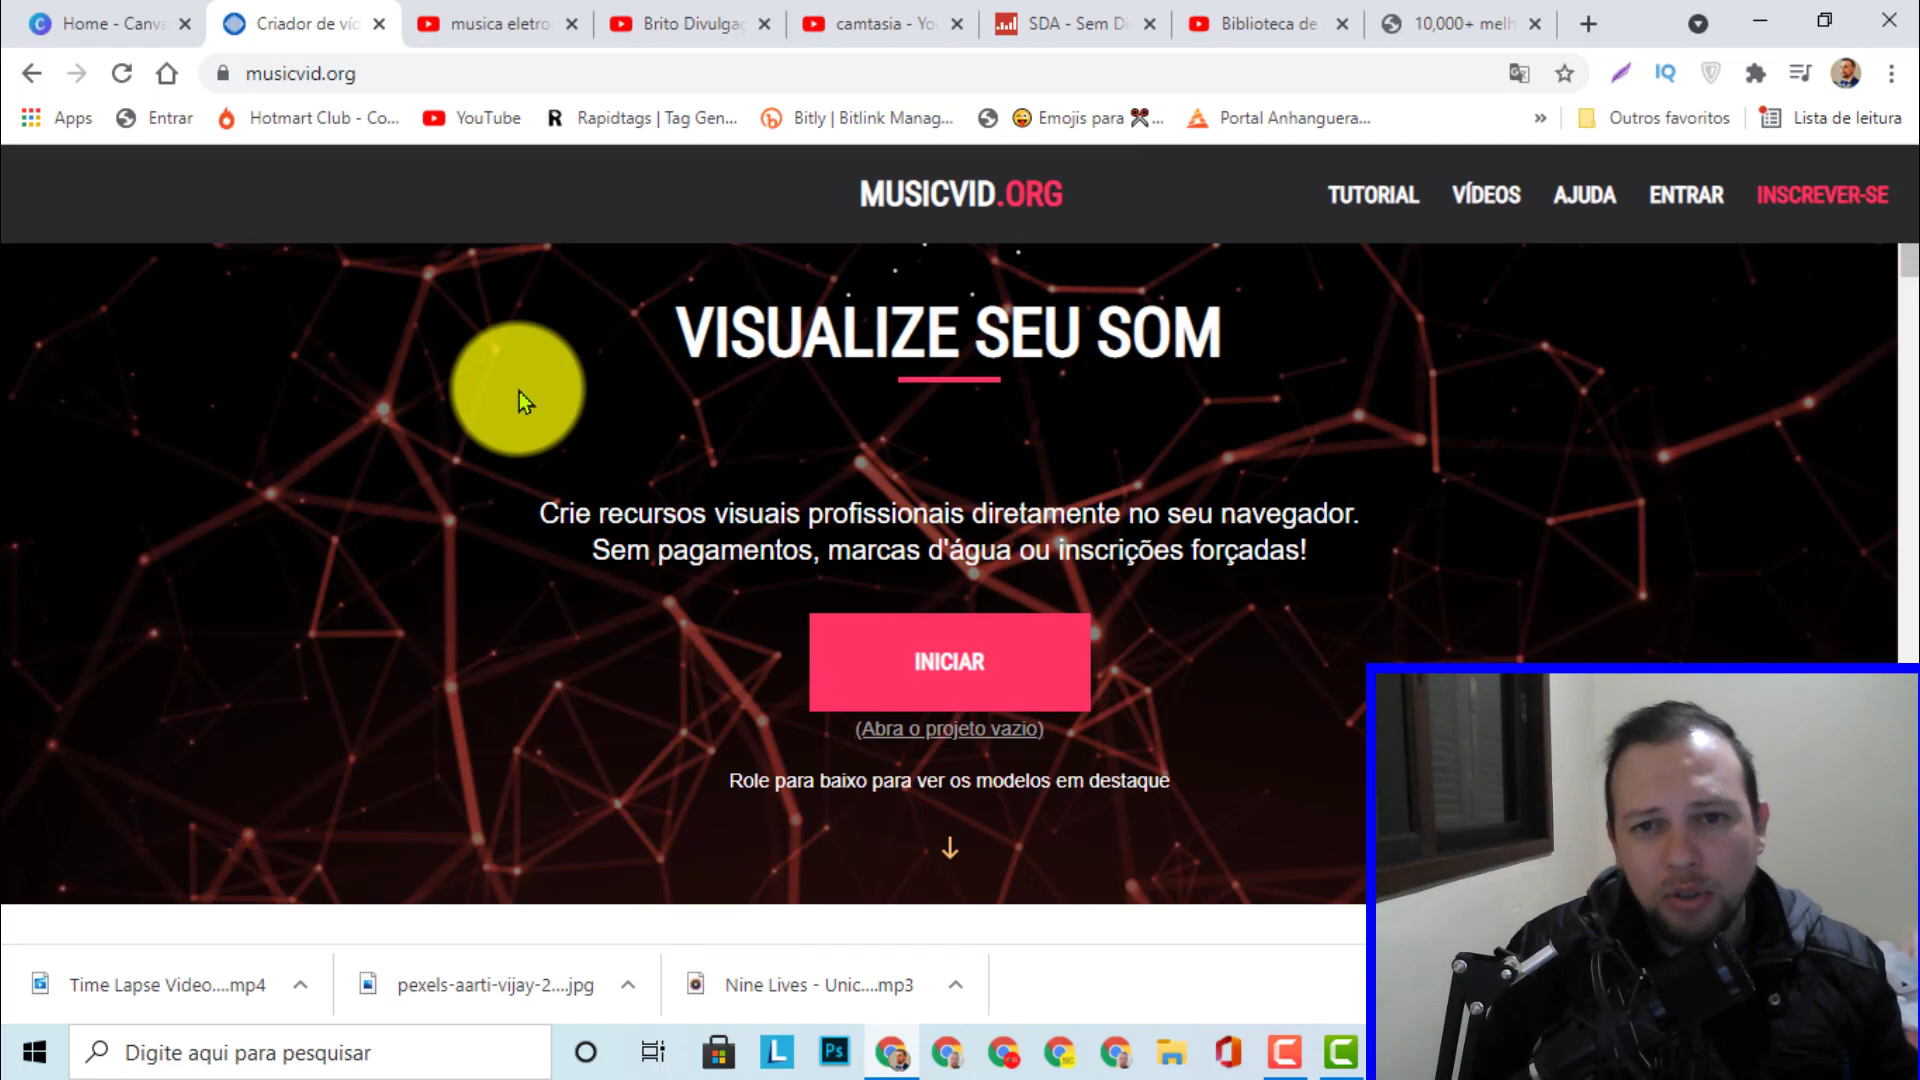 Home - Canva
Criador de víd
musica eletro
Brito Divulgaç
camtasia - Yo
SDA - Sem Di
Biblioteca de
10,000+ melh
musicvid.org
IQ
Apps
Entrar
Hotmart Club - Co...
YouTube
Rapidtags | Tag Gen...
Bitly | Bitlink Manag...
Emojis para ...
Portal Anhanguera...
»
Outros favoritos
Lista de leitura
MUSICVID.ORG
TUTORIAL
VÍDEOS
AJUDA
ENTRAR
INSCREVER-SE
VISUALIZE SEU SOM
Crie recursos visuais profissionais diretamente no seu navegador.
Sem pagamentos, marcas d'água ou inscrições forçadas!
INICIAR
(Abra o projeto vazio)
Role para baixo para ver os modelos em destaque
Time Lapse Video....mp4
pexels-aarti-vijay-2....jpg
Nine Lives - Unic....mp3
Digite aqui para pesquisar
L
Ps